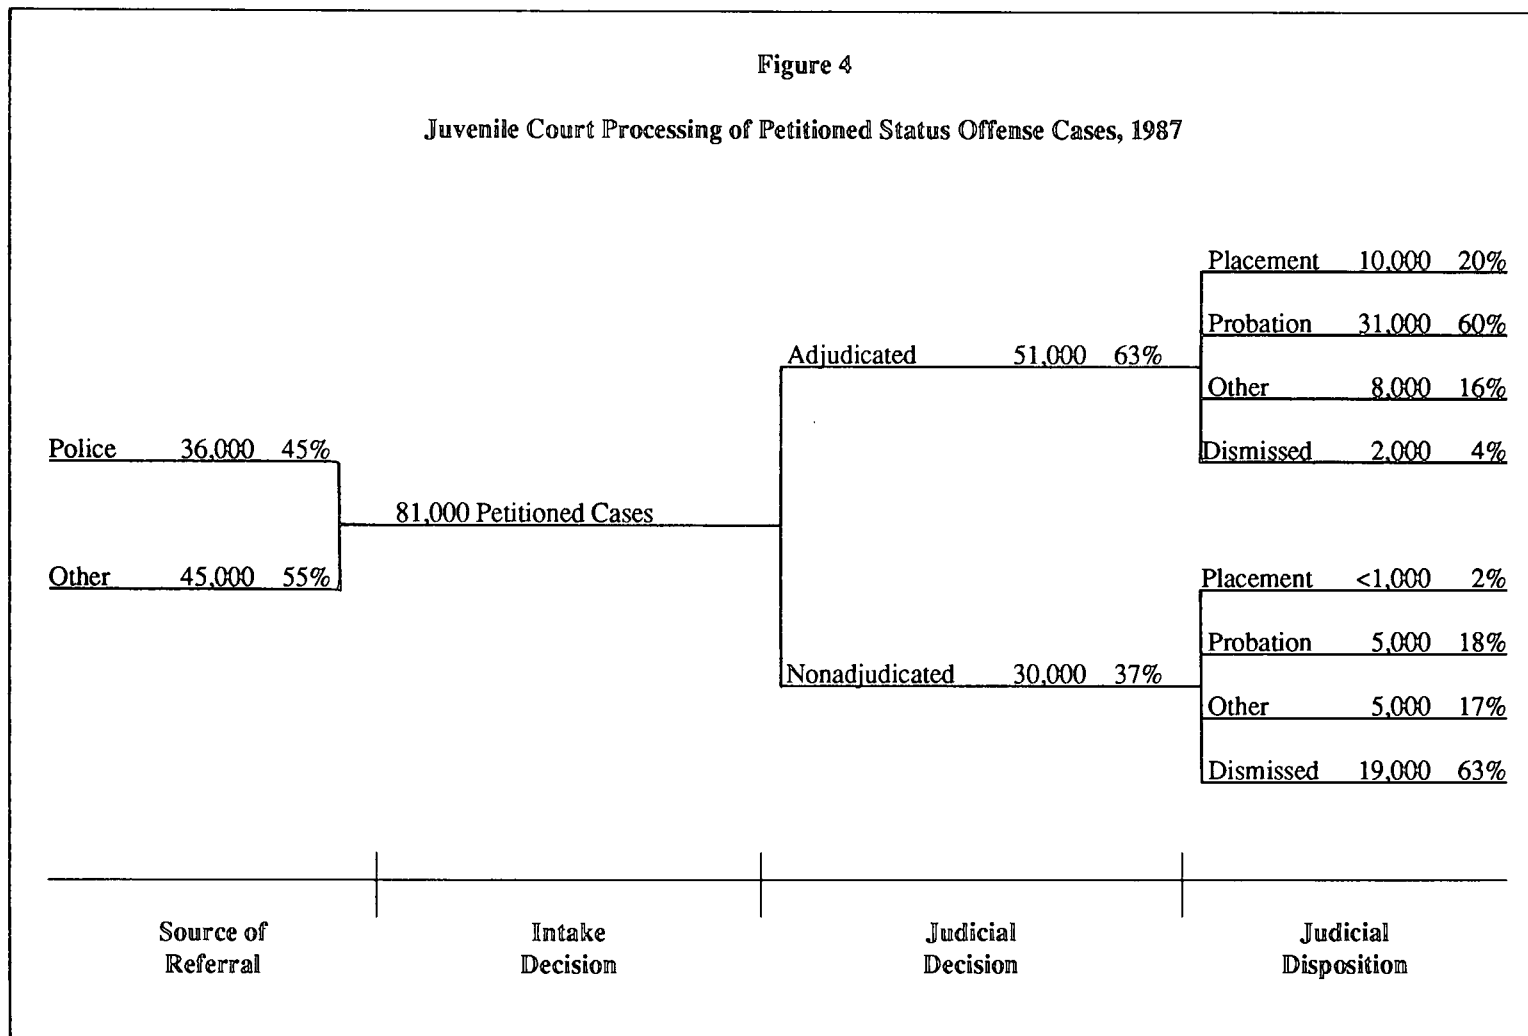 Figure 4
Juvenile Court Processing of Petitioned Status Offense Cases, 1987
Placement 10,000 20%
Probation 31,000 60%
Adjudicated 51,000 63%
Other 8,000 16%
Police 36,000 45%
Dismissed 2,000 4%
81,000 Petitioned Cases
Other 45,000 55%
Placement <1,000 2%
Probation 5,000 18%
Nonadjudicated 30,000 37%
Other 5,000 17%
Dismissed 19,000 63%
Source of
Referral
Intake
Decision
Judicial
Decision
Judicial
Disposition